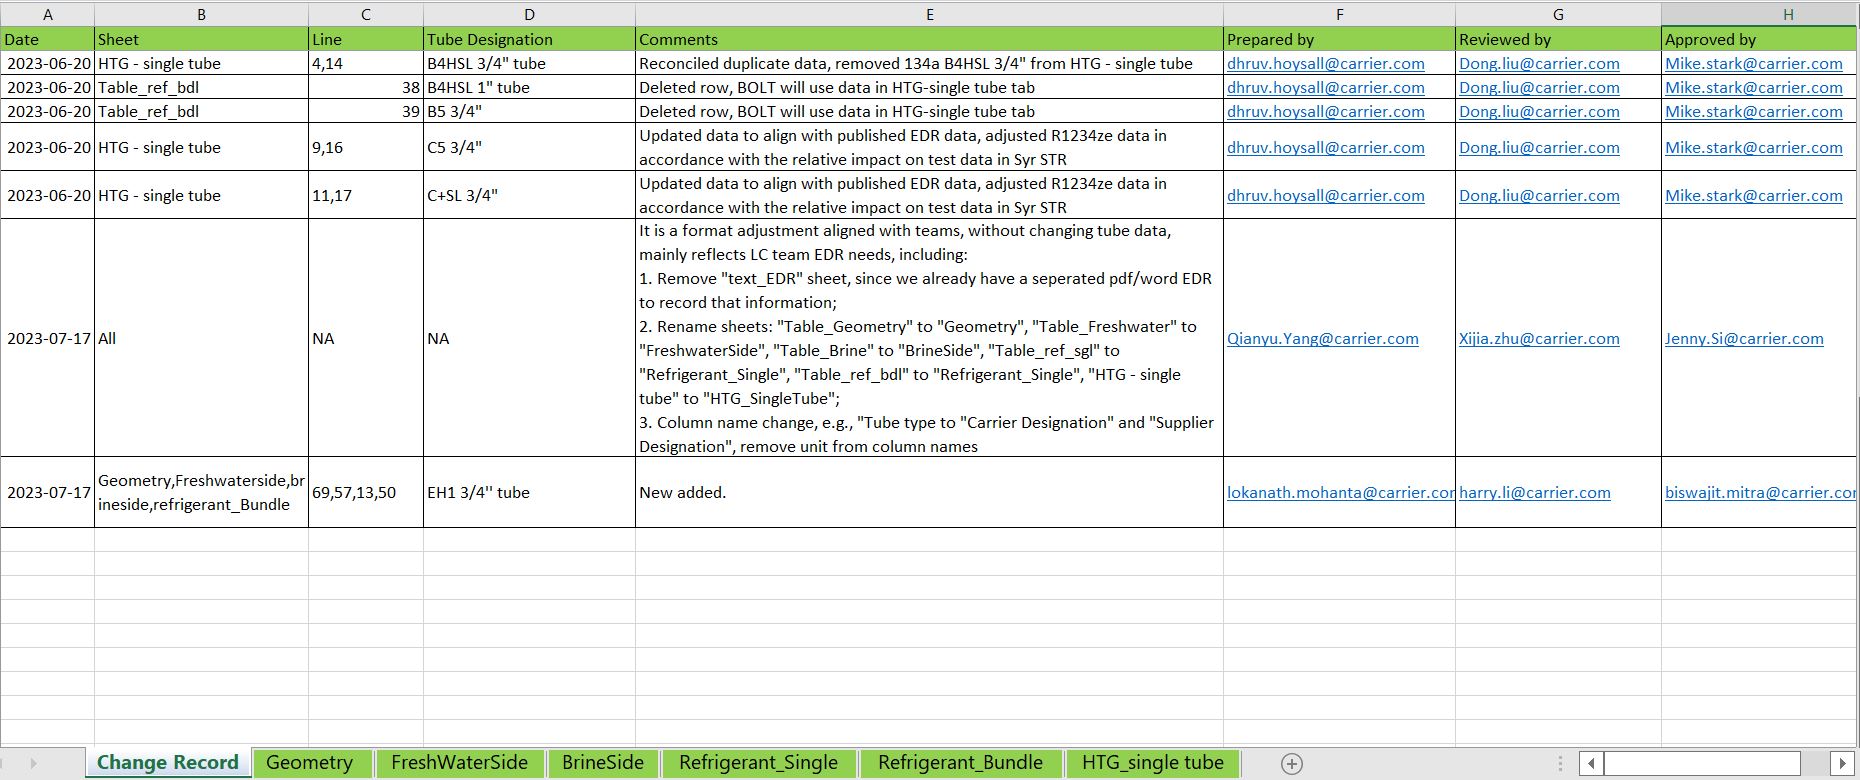 A B C D E F G H
Date Sheet Line Tube Designation Comments Prepared by Reviewed by Approved by
2023-06-20 HTG - single tube 4,14 B4HSL 3/4" tube Reconciled duplicate data, removed 134a B4HSL 3/4" from HTG - single tube dhruv.hoysall@carrier.com Dong.liu@carrier.com Mike.stark@carrier.com
2023-06-20 Table_ref_bdl 38 B4HSL 1" tube Deleted row, BOLT will use data in HTG-single tube tab dhruv.hoysall@carrier.com Dong.liu@carrier.com Mike.stark@carrier.com
2023-06-20 Table_ref_bdl 39 B5 3/4" Deleted row, BOLT will use data in HTG-single tube tab dhruv.hoysall@carrier.com Dong.liu@carrier.com Mike.stark@carrier.com
2023-06-20 HTG - single tube 9,16 C5 3/4" Updated data to align with published EDR data, adjusted R1234ze data in
accordance with the relative impact on test data in Syr STR dhruv.hoysall@carrier.com Dong.liu@carrier.com Mike.stark@carrier.com
2023-06-20 HTG - single tube 11,17 C+SL 3/4" Updated data to align with published EDR data, adjusted R1234ze data in
accordance with the relative impact on test data in Syr STR dhruv.hoysall@carrier.com Dong.liu@carrier.com Mike.stark@carrier.com
2023-07-17 All NA NA It is a format adjustment aligned with teams, without changing tube data,
mainly reflects LC team EDR needs, including:
1. Remove "text_EDR" sheet, since we already have a seperated pdf/word EDR
to record that information;
2. Rename sheets: "Table_Geometry" to "Geometry", "Table_Freshwater" to
"FreshwaterSide", "Table_Brine" to "BrineSide", "Table_ref_sgl" to
"Refrigerant_Single", "Table_ref_bdl" to "Refrigerant_Single", "HTG - single
tube" to "HTG_SingleTube";
3. Column name change, e.g., "Tube type to "Carrier Designation" and "Supplier
Designation", remove unit from column names Qianyu.Yang@carrier.com Xijia.zhu@carrier.com Jenny.Si@carrier.com
2023-07-17 Geometry,Freshwaterside,br
ineside,refrigerant_Bundle 69,57,13,50 EH1 3/4'' tube New added. lokanath.mohanta@carrier.cor harry.li@carrier.com biswajit.mitra@carrier.cor
Change Record Geometry FreshWaterSide BrineSide Refrigerant_Single Refrigerant_Bundle HTG_single tube